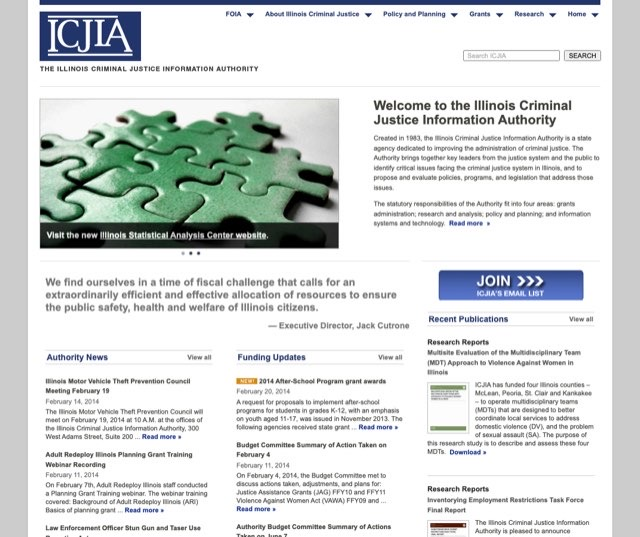 FOIA About Illinois Criminal Justice Policy and Planning Grants Research Home
ICJIA
Search ICJIA SEARCH
THE ILLINOIS CRIMINAL JUSTICE INFORMATION AUTHORITY
Visit the new Illinois Statistical Analysis Center website.
Welcome to the Illinois Criminal
Justice Information Authority
Created in 1983, the Illinois Criminal Justice Information Authority is a state
agency dedicated to improving the administration of criminal justice. The
Authority brings together key leaders from the justice system and the public to
identify critical issues facing the criminal justice system in Illinois, and to
propose and evaluate policies, programs, and legislation that address those
issues.
The statutory responsibilities of the Authority fit into four areas: grants
administration; research and analysis; policy and planning; and information
systems and technology. Read more »
We find ourselves in a time of fiscal challenge that calls for an
extraordinarily efficient and effective allocation of resources to ensure
the public safety, health and welfare of Illinois citizens.
— Executive Director, Jack Cutrone
Authority News View all
Illinois Motor Vehicle Theft Prevention Council
Meeting February 19
February 14, 2014
The Illinois Motor Vehicle Theft Prevention Council will
meet on February 19, 2014 at 10 A.M. at the offices of
the Illinois Criminal Justice Information Authority, 300
West Adams Street, Suite 200 ... Read more »
Adult Redeploy Illinois Planning Grant Training
Webinar Recording
February 11, 2014
On February 7th, Adult Redeploy Illinois staff conducted
a Planning Grant Training webinar. The webinar training
covered: Background of Adult Redeploy Illinois (ARI)
Basics of planning grant ... Read more »
Law Enforcement Officer Stun Gun and Taser Use
Funding Updates View all
NEW! 2014 After-School Program grant awards
February 20, 2014
A request for proposals to implement after-school
programs for students in grades K-12, with an emphasis
on youth aged 11-17, was issued in November 2013. The
following agencies received state grant ... Read more »
Budget Committee Summary of Action Taken on
February 4
February 11, 2014
On February 4, 2014, the Budget Committee met to
discuss actions taken, adjustments, and plans for:
Justice Assistance Grants (JAG) FFY10 and FFY11
Violence Against Women Act (VAWA) FFY09 and ...
Read more »
Authority Budget Committee Summary of Actions
Taken on June 7
JOIN >>>
ICJIA'S EMAIL LIST
Recent Publications View all
Research Reports
Multisite Evaluation of the Multidisciplinary Team
(MDT) Approach to Violence Against Women in
Illinois
ICJIA has funded four Illinois counties –
McLean, Peoria, St. Clair and Kankakee
– to operate multidisciplinary teams
(MDTs) that are designed to better
coordinate local services to address
domestic violence (DV), and the problem
of sexual assault (SA). The purpose of
this research study is to describe and assess these four
MDTs. Download »
Research Reports
Inventorying Employment Restrictions Task Force
Final Report
The Illinois Criminal Justice Information
Authority is pleased to announce